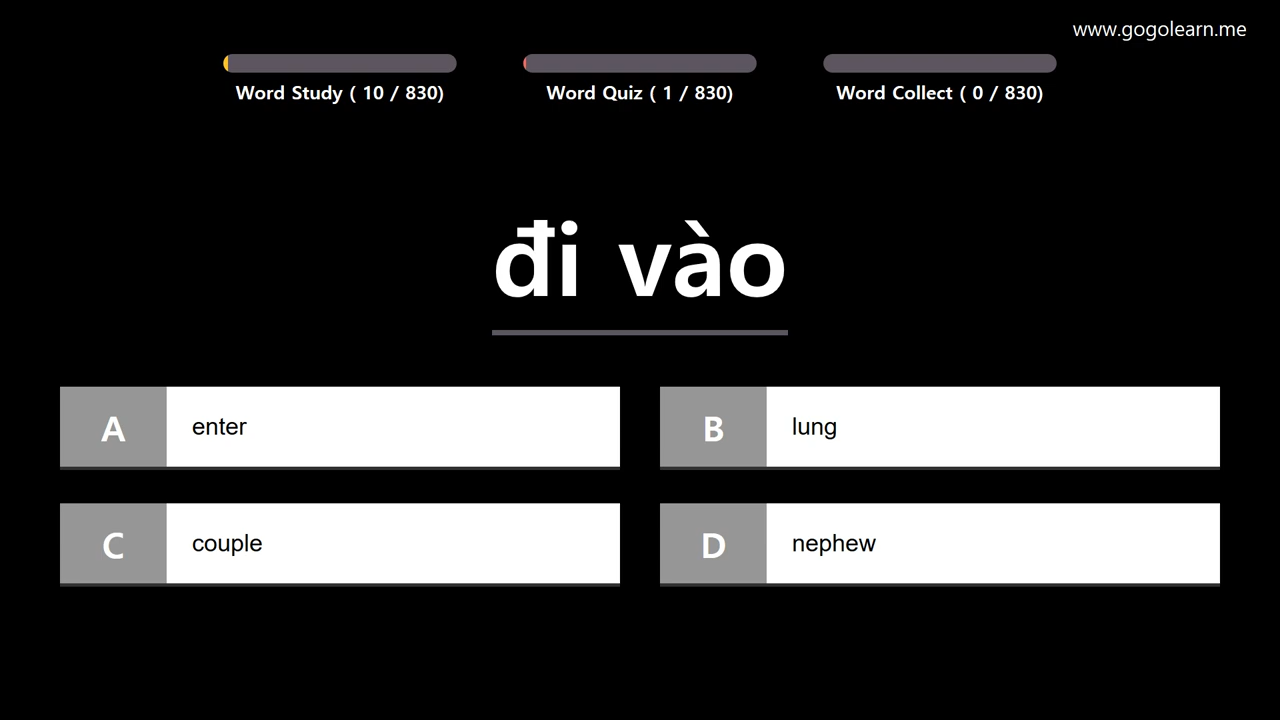 www.gogolearn.me
Word Study ( 10 / 830)
Word Quiz ( 1 / 830)
Word Collect ( 0 / 830)
đi vào
A enter
B lung
C couple
D nephew